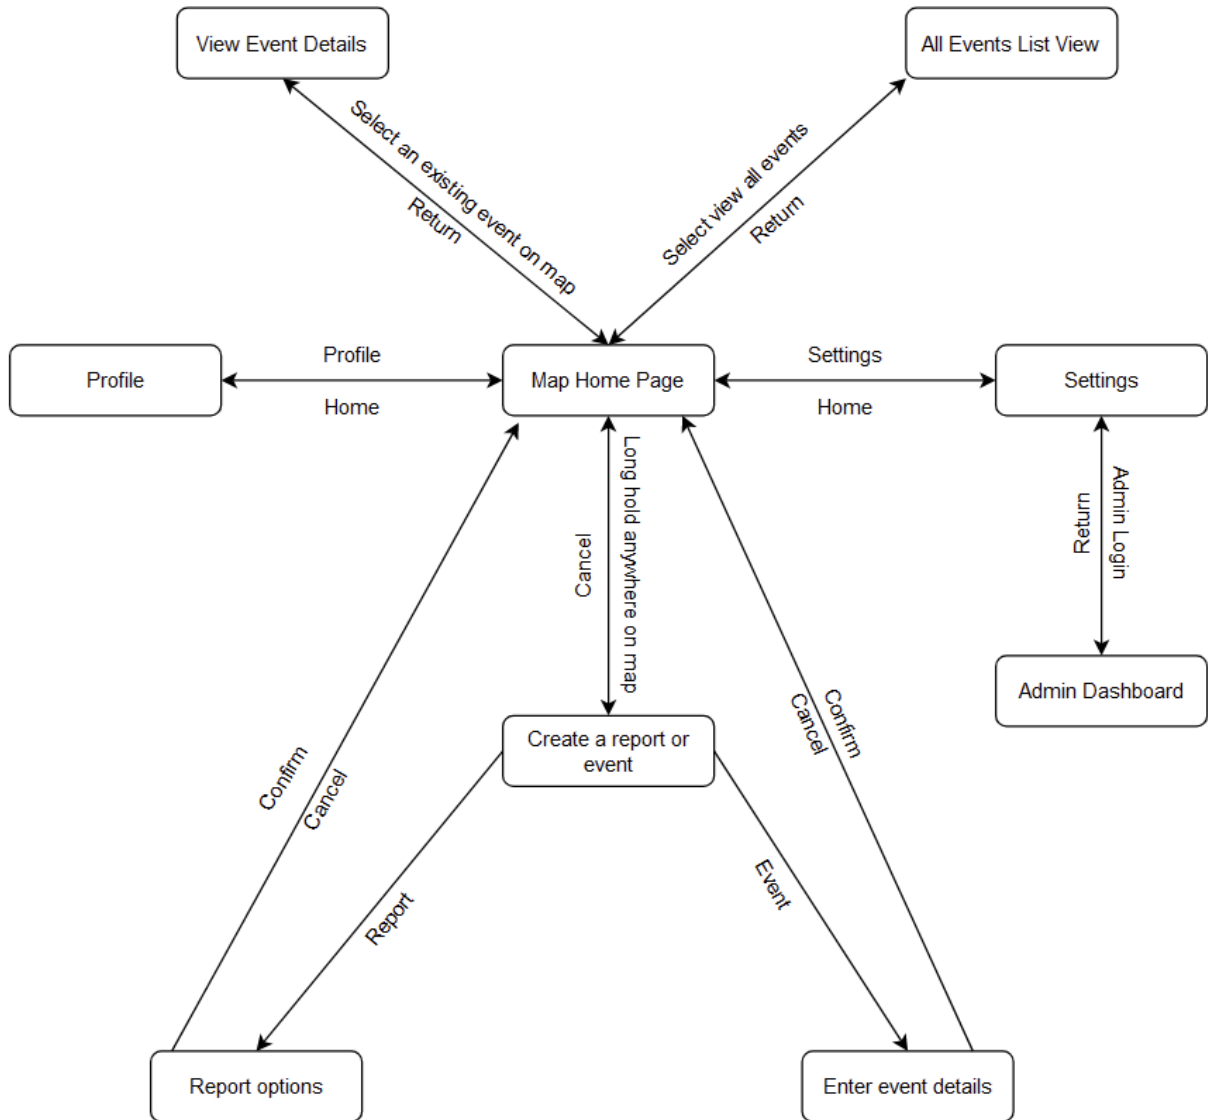 View Event Details
All Events List View
Select an existing event on map
Return
Select view all events
Return
Profile
Profile
Home
Map Home Page
Settings
Home
Settings
Cancel
Long hold anywhere on map
Return
Admin Login
Admin Dashboard
Create a report or
event
Confirm
Cancel
Confirm
Cancel
Report
Event
Report options
Enter event details